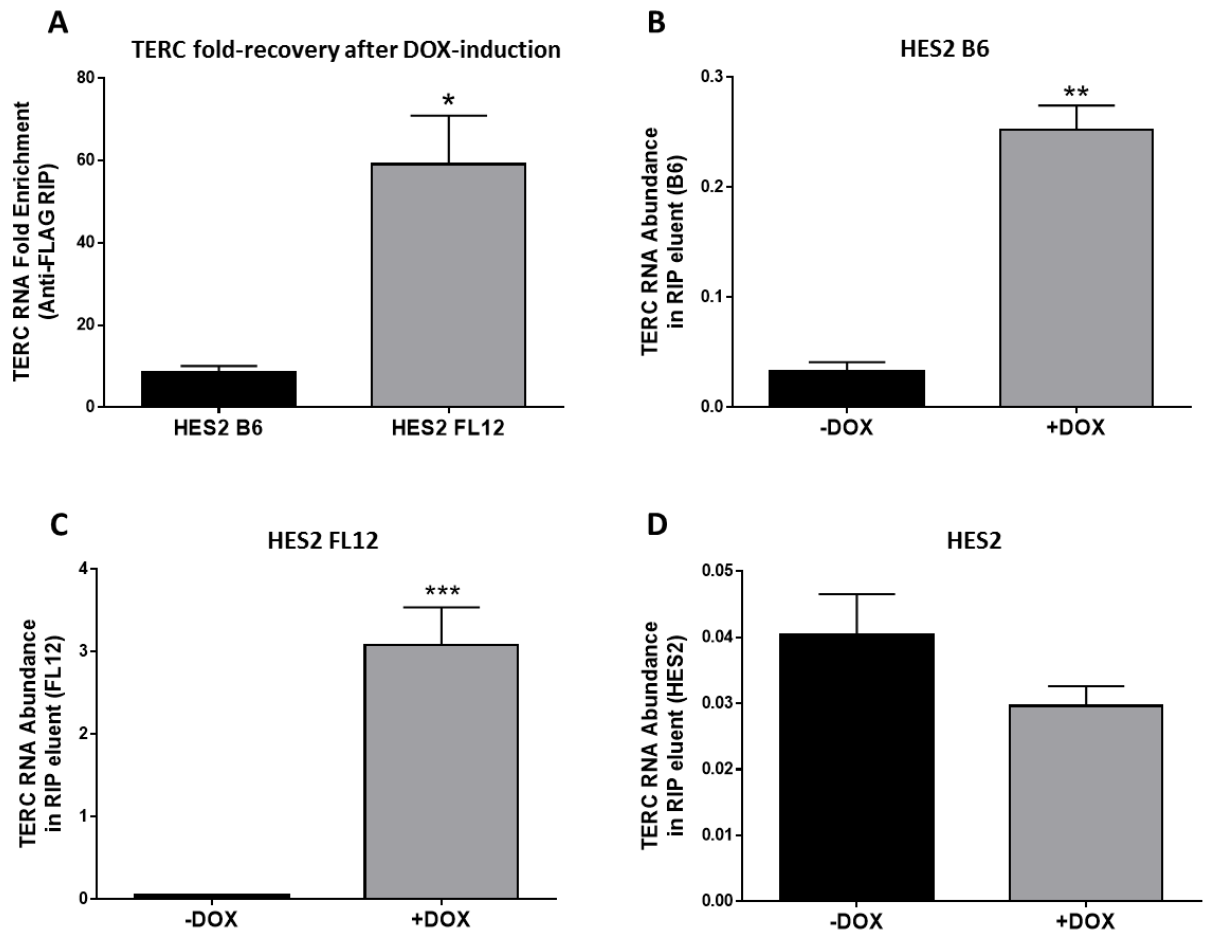 A
TERC fold-recovery after DOX-induction
TERC RNA Fold Enrichment
(Anti-FLAG RIP)
80
60
40
20
0
*
HES2 B6
HES2 FL12
B
HES2 B6
TERC RNA Abundance
in RIP eluent (B6)
0.3
0.2
0.1
0.0
**
-DOX
+DOX
C
HES2 FL12
TERC RNA Abundance
in RIP eluent (FL12)
4
3
2
1
0
***
-DOX
+DOX
D
HES2
TERC RNA Abundance
in RIP eluent (HES2)
0.05
0.04
0.03
0.02
0.01
0.00
-DOX
+DOX